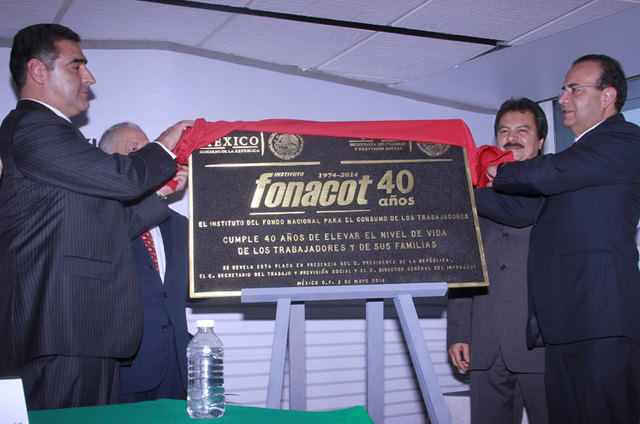 MÉXICO
GOBIERNO DE LA REPÚBLICA
SECRETARÍA DEL TRABAJO
Y PREVISIÓN SOCIAL
INSTITUTO 1974-2014
fonacot 40
años
EL INSTITUTO DEL FONDO NACIONAL PARA EL CONSUMO DE LOS TRABAJADORES
CUMPLE 40 AÑOS DE ELEVAR EL NIVEL DE VIDA
DE LOS TRABAJADORES Y DE SUS FAMILIAS
SE DEVELA ESTA PLACA EN PRESENCIA DEL C. PRESIDENTE DE LA REPÚBLICA,
EL C. SECRETARIO DEL TRABAJO Y PREVISIÓN SOCIAL Y EL C. DIRECTOR GENERAL DEL INFONACOT
MÉXICO D.F. 2 DE MAYO 2014